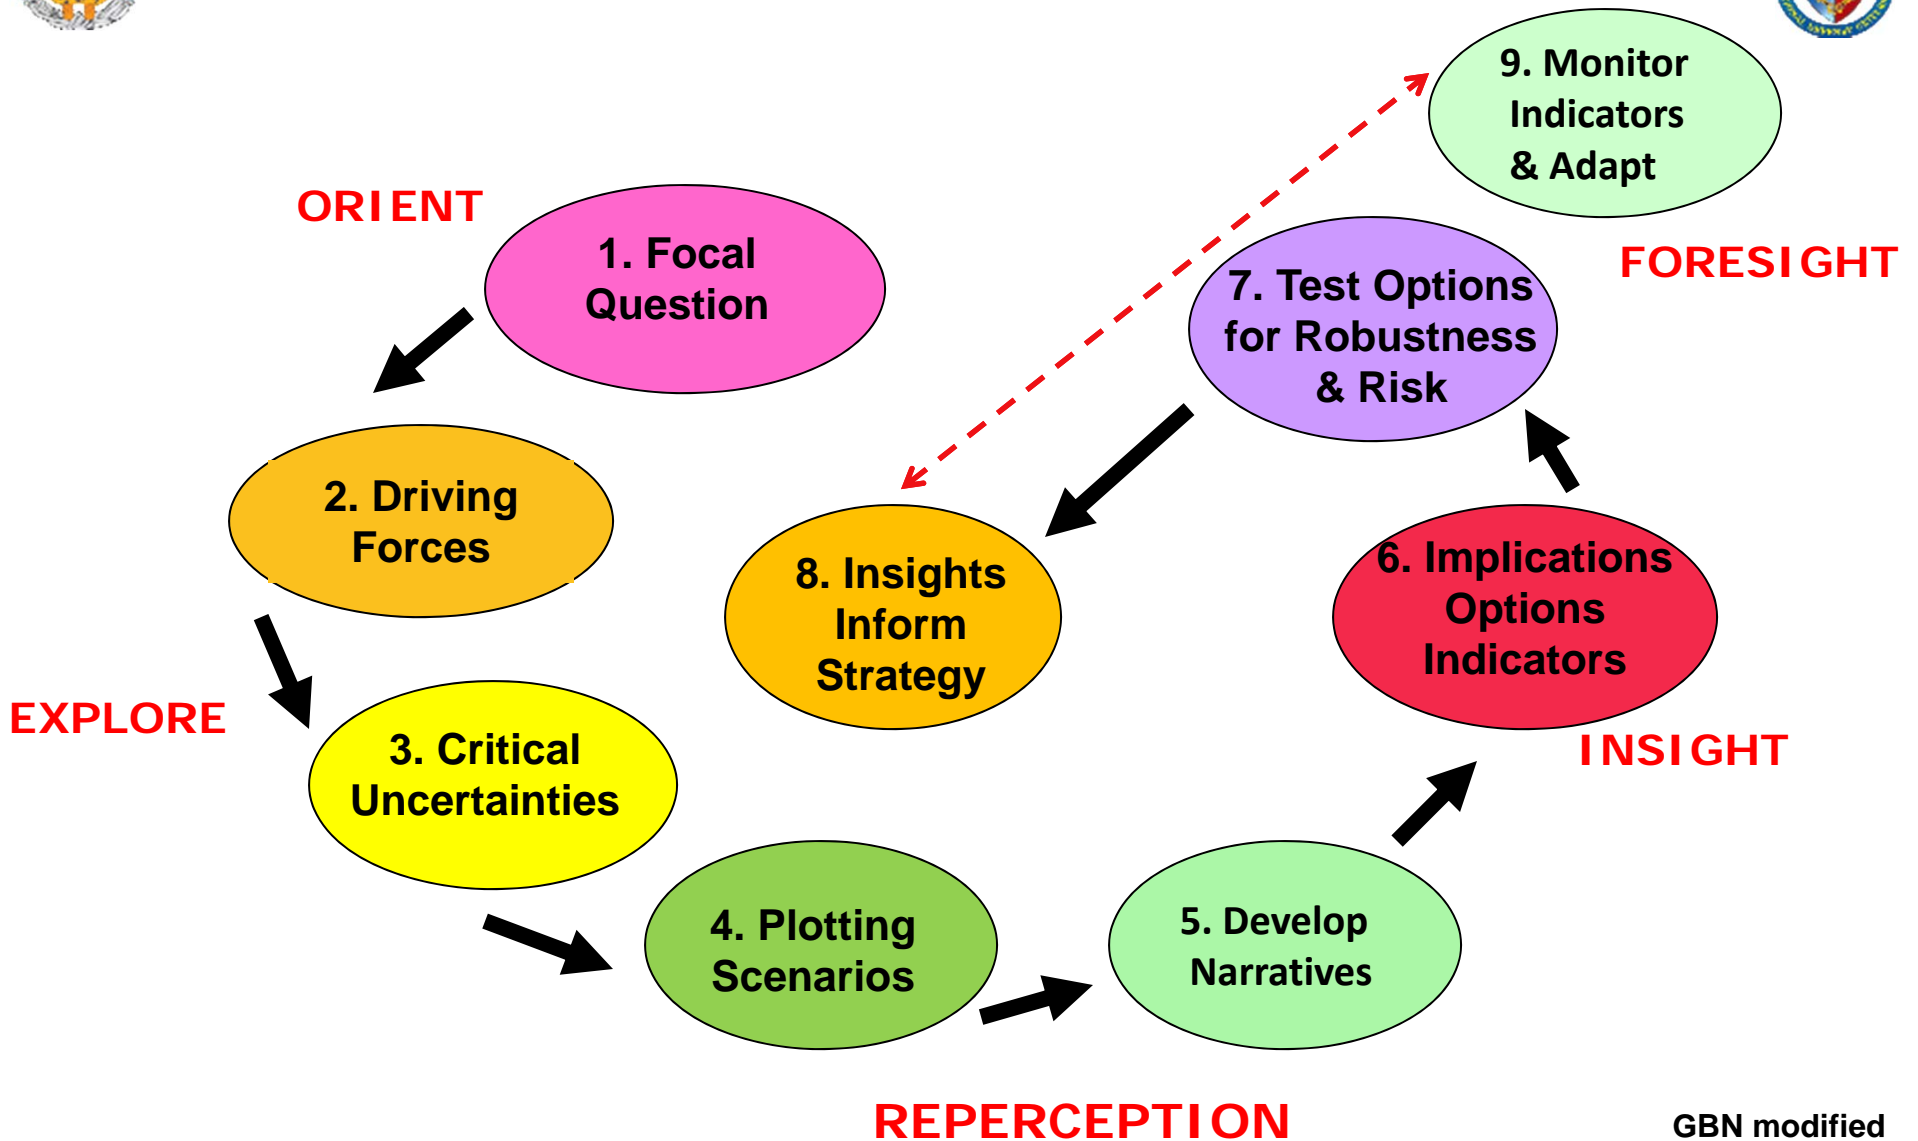 ORIENT
1. Focal
Question
2. Driving
Forces
EXPLORE
3. Critical
Uncertainties
4. Plotting
Scenarios
REPERCEPTION
5. Develop
Narratives
6. Implications
Options
Indicators
INSIGHT
7. Test Options
for Robustness
& Risk
8. Insights
Inform
Strategy
9. Monitor
Indicators
& Adapt
FORESIGHT
GBN modified